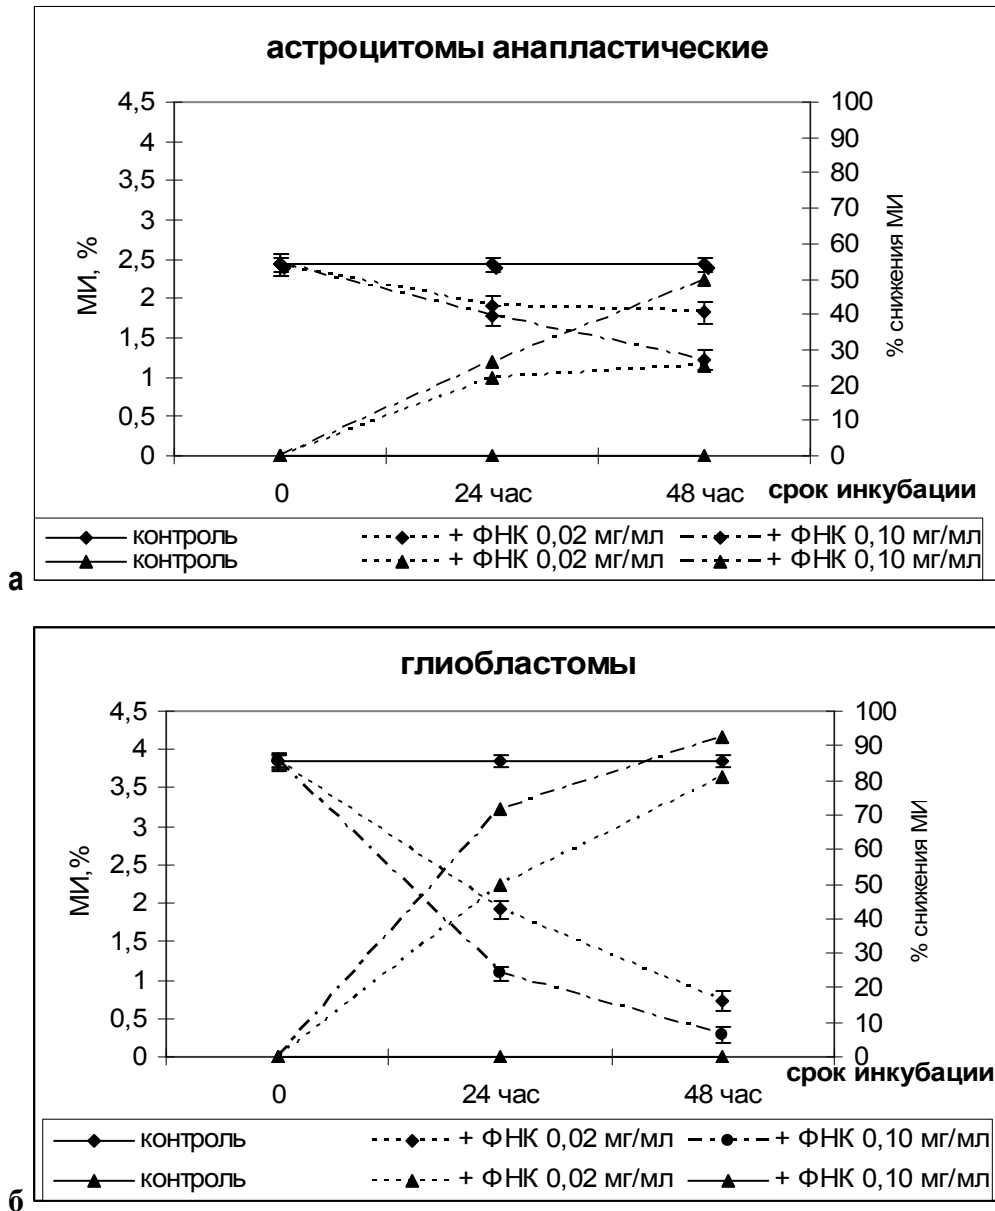 астроцитомы анапластические
МИ, %
4,5
4
3,5
3
2,5
2
1,5
1
0,5
0
100
90
80
70
60
50
40
30
20
10
0
% снижения МИ
0 24 час 48 час срок инкубации
контроль + ФНК 0,02 мг/мл + ФНК 0,10 мг/мл
контроль + ФНК 0,02 мг/мл + ФНК 0,10 мг/мл
а
глиобластомы
МИ,%
4,5
4
3,5
3
2,5
2
1,5
1
0,5
0
100
90
80
70
60
50
40
30
20
10
0
% снижения МИ
срок инкубации
0 24 час 48 час
контроль + ФНК 0,02 мг/мл + ФНК 0,10 мг/мл
контроль + ФНК 0,02 мг/мл + ФНК 0,10 мг/мл
б